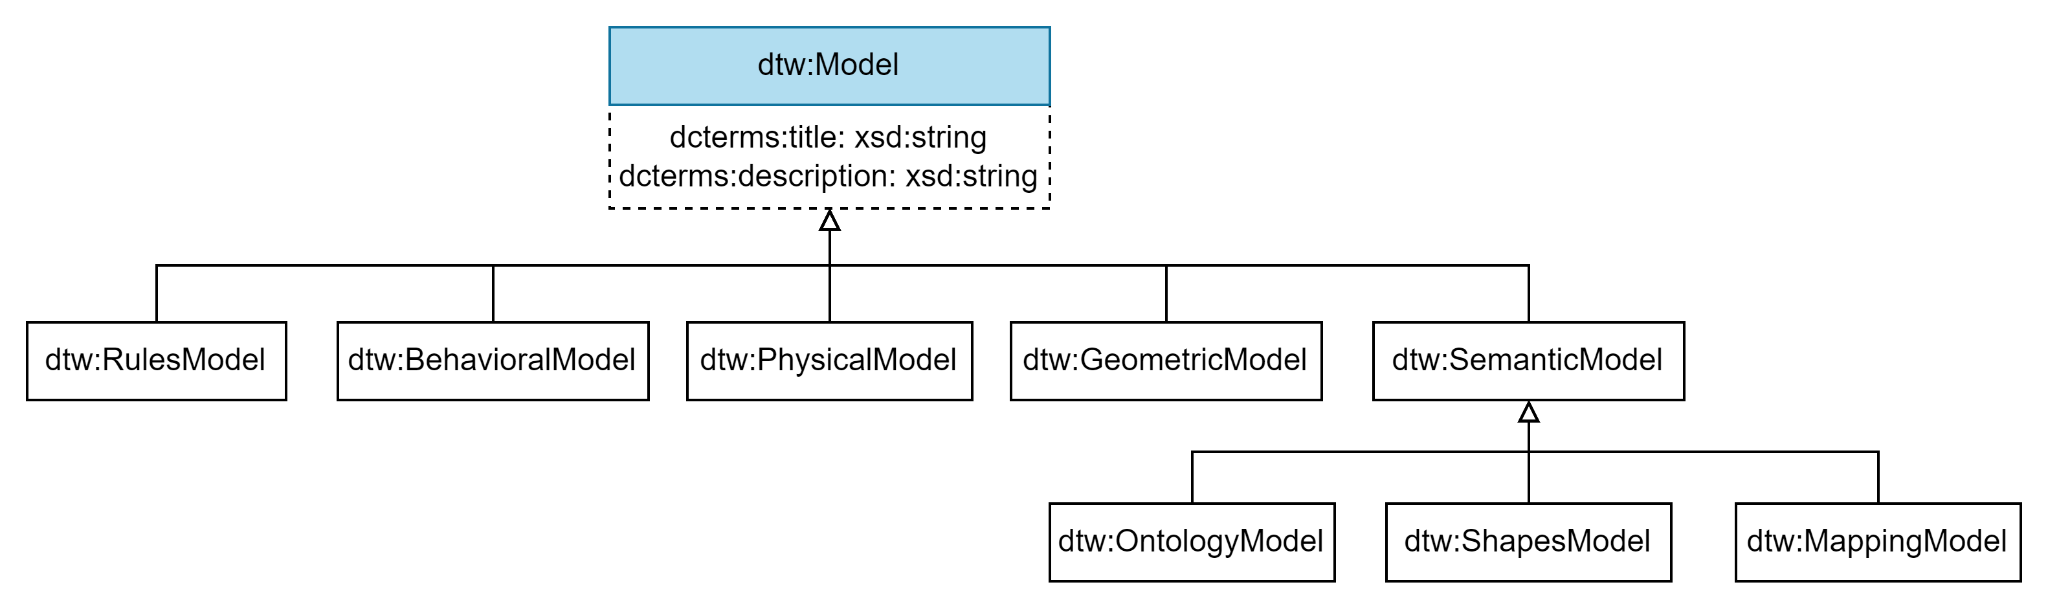 dtw:Model
dcterms:title: xsd:string
dcterms:description: xsd:string
dtw:RulesModel
dtw:BehavioralModel
dtw:PhysicalModel
dtw:GeometricModel
dtw:SemanticModel
dtw:OntologyModel
dtw:ShapesModel
dtw:MappingModel